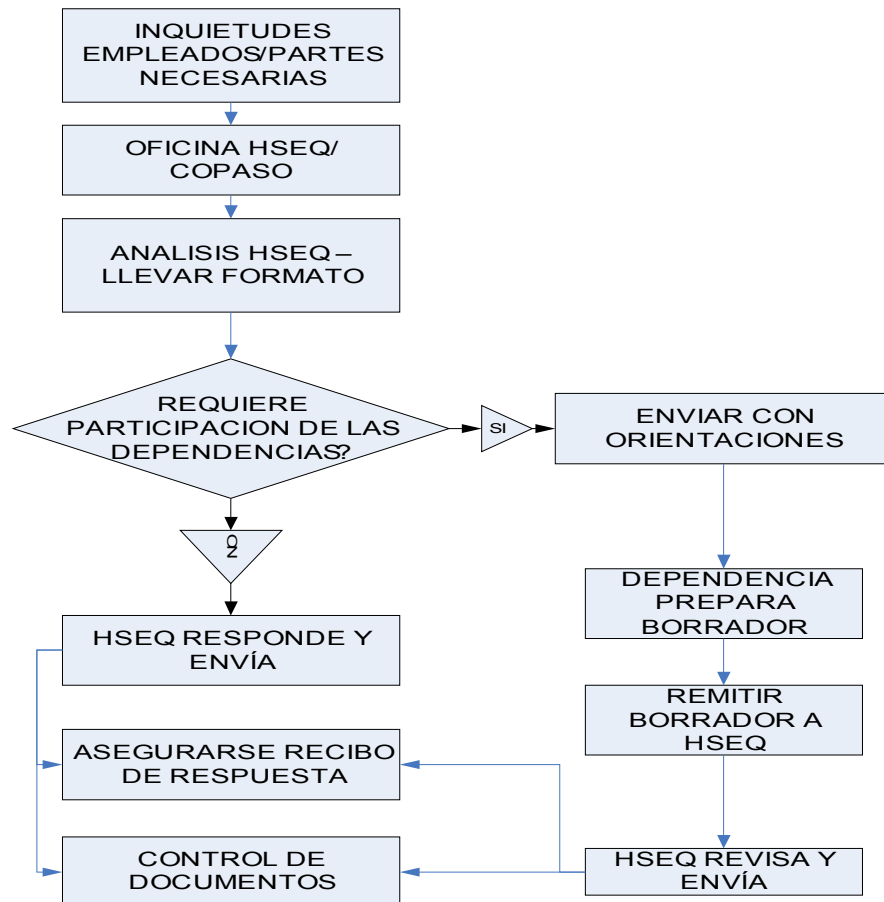 INQUIETUDES
EMPLEADOS/PARTES
NECESARIAS
OFICINA HSEQ/
COPASO
ANALISIS HSEQ –
LLEVAR FORMATO
REQUIERE
PARTICIPACION DE LAS
DEPENDENCIAS?
SI
ENVIAR CON
ORIENTACIONES
NO
DEPENDENCIA
PREPARA
BORRADOR
HSEQ RESPONDE Y
ENVÍA
REMITIR
BORRADOR A
HSEQ
ASEGURARSE RECIBO
DE RESPUESTA
CONTROL DE
DOCUMENTOS
HSEQ REVISA Y
ENVÍA